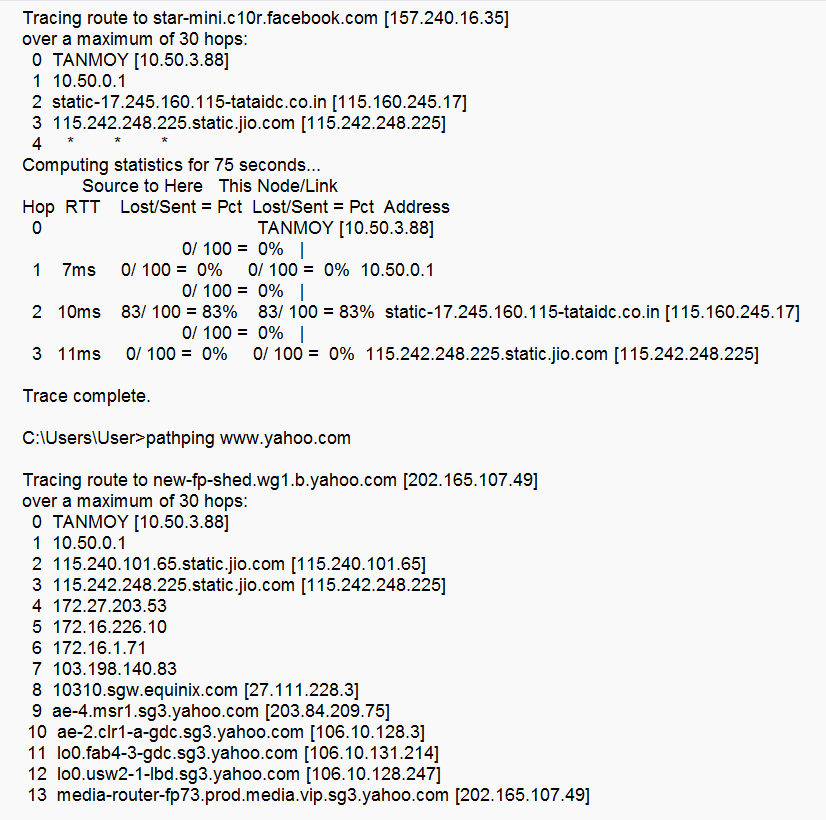 Tracing route to star-mini.c10r.facebook.com [157.240.16.35]
over a maximum of 30 hops:
0 TANMOY [10.50.3.88]
1 10.50.0.1
2 static-17.245.160.115-tataidc.co.in [115.160.245.17]
3 115.242.248.225.static.jio.com [115.242.248.225]
4 * * *
Computing statistics for 75 seconds...
Source to Here This Node/Link
Hop RTT Lost/Sent = Pct Lost/Sent = Pct Address
0 TANMOY [10.50.3.88]
0/ 100 = 0% |
1 7ms 0/ 100 = 0% 0/ 100 = 0% 10.50.0.1
0/ 100 = 0% |
2 10ms 83/ 100 = 83% 83/ 100 = 83% static-17.245.160.115-tataidc.co.in [115.160.245.17]
0/ 100 = 0% |
3 11ms 0/ 100 = 0% 0/ 100 = 0% 115.242.248.225.static.jio.com [115.242.248.225]
Trace complete.
C:\Users\User>pathping www.yahoo.com
Tracing route to new-fp-shed.wg1.b.yahoo.com [202.165.107.49]
over a maximum of 30 hops:
0 TANMOY [10.50.3.88]
1 10.50.0.1
2 115.240.101.65.static.jio.com [115.240.101.65]
3 115.242.248.225.static.jio.com [115.242.248.225]
4 172.27.203.53
5 172.16.226.10
6 172.16.1.71
7 103.198.140.83
8 10310.sgw.equinix.com [27.111.228.3]
9 ae-4.msr1.sg3.yahoo.com [203.84.209.75]
10 ae-2.clr1-a-gdc.sg3.yahoo.com [106.10.128.3]
11 lo0.fab4-3-gdc.sg3.yahoo.com [106.10.131.214]
12 lo0.usw2-1-lbd.sg3.yahoo.com [106.10.128.247]
13 media-router-fp73.prod.media.vip.sg3.yahoo.com [202.165.107.49]